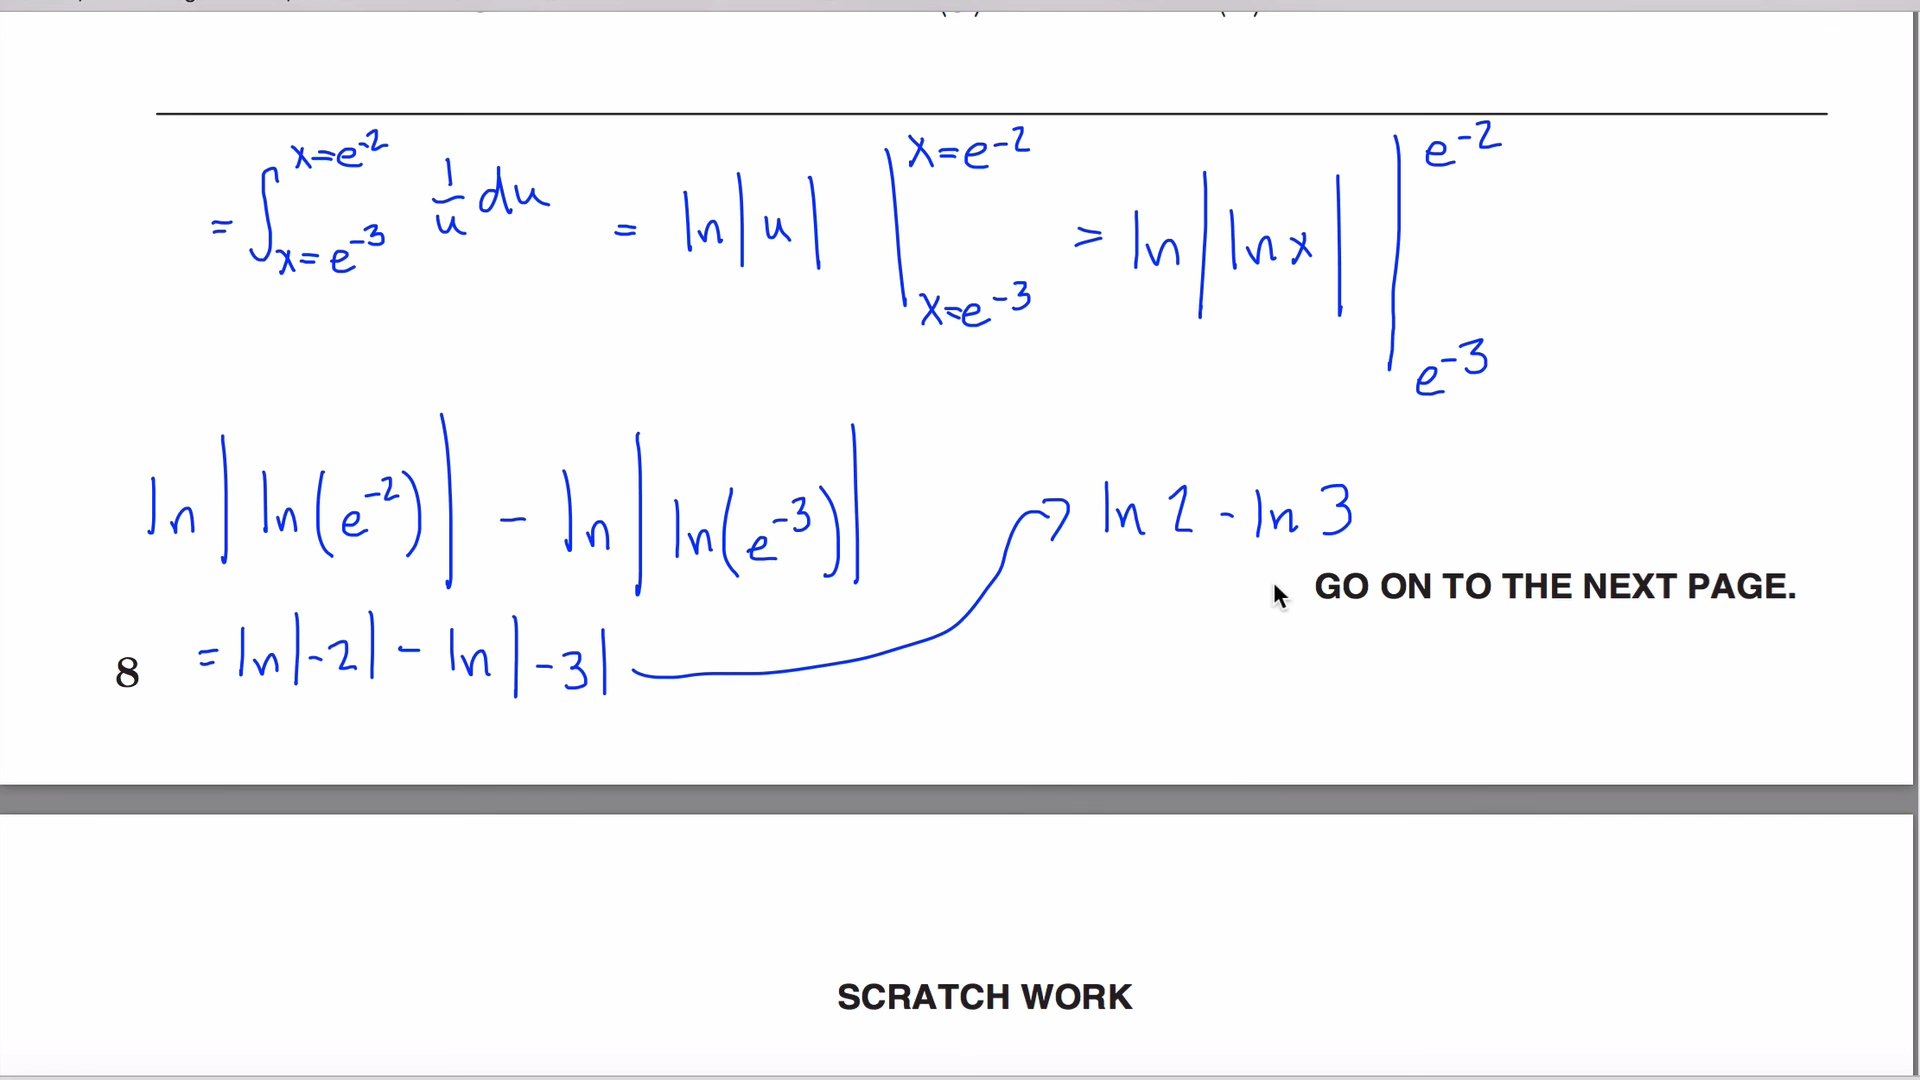 = ∫_{x=e^{-3}}^{x=e^{-2}} 1/u du = ln|u| |_{x=e^{-3}}^{x=e^{-2}} = ln|ln x| |_{e^{-3}}^{e^{-2}}
ln|ln(e^{-2})| - ln|ln(e^{-3})| → ln 2 - ln 3
GO ON TO THE NEXT PAGE.
= ln|-2| - ln|-3|
8
SCRATCH WORK